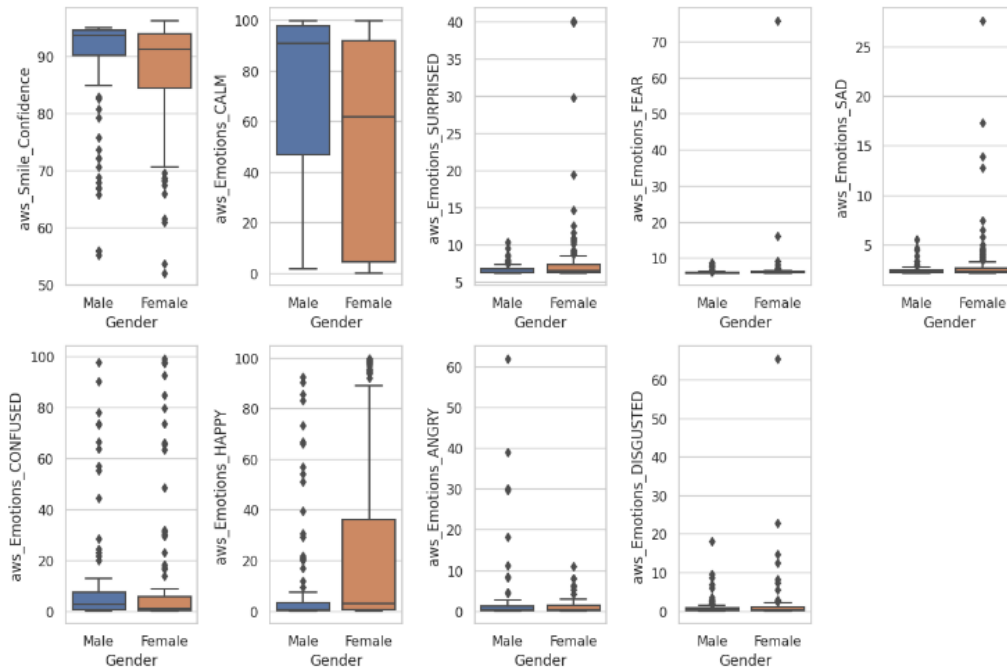 aws_Smile_Confidence
90
80
70
60
50
Male Female
Gender
aws_Emotions_CALM
100
80
60
40
20
0
Male Female
Gender
aws_Emotions_SURPRISED
40
35
30
25
20
15
10
5
Male Female
Gender
aws_Emotions_FEAR
70
60
50
40
30
20
10
Male Female
Gender
aws_Emotions_SAD
25
20
15
10
5
Male Female
Gender
aws_Emotions_CONFUSED
100
80
60
40
20
0
Male Female
Gender
aws_Emotions_HAPPY
100
80
60
40
20
0
Male Female
Gender
aws_Emotions_ANGRY
60
50
40
30
20
10
0
Male Female
Gender
aws_Emotions_DISGUSTED
60
50
40
30
20
10
0
Male Female
Gender